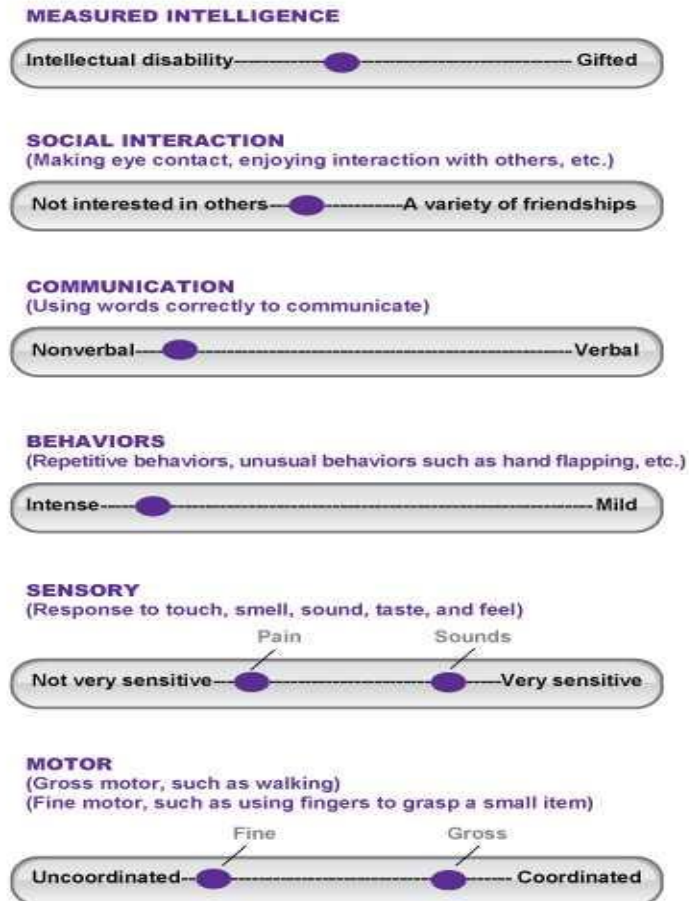 MEASURED INTELLIGENCE
Intellectual disability Gifted
SOCIAL INTERACTION
(Making eye contact, enjoying interaction with others, etc.)
Not interested in others A variety of friendships
COMMUNICATION
(Using words correctly to communicate)
Nonverbal Verbal
BEHAVIORS
(Repetitive behaviors, unusual behaviors such as hand flapping, etc.)
Intense Mild
SENSORY
(Response to touch, smell, sound, taste, and feel)
Pain Sounds
Not very sensitive Very sensitive
MOTOR
(Gross motor, such as walking)
(Fine motor, such as using fingers to grasp a small item)
Fine Gross
Uncoordinated Coordinated